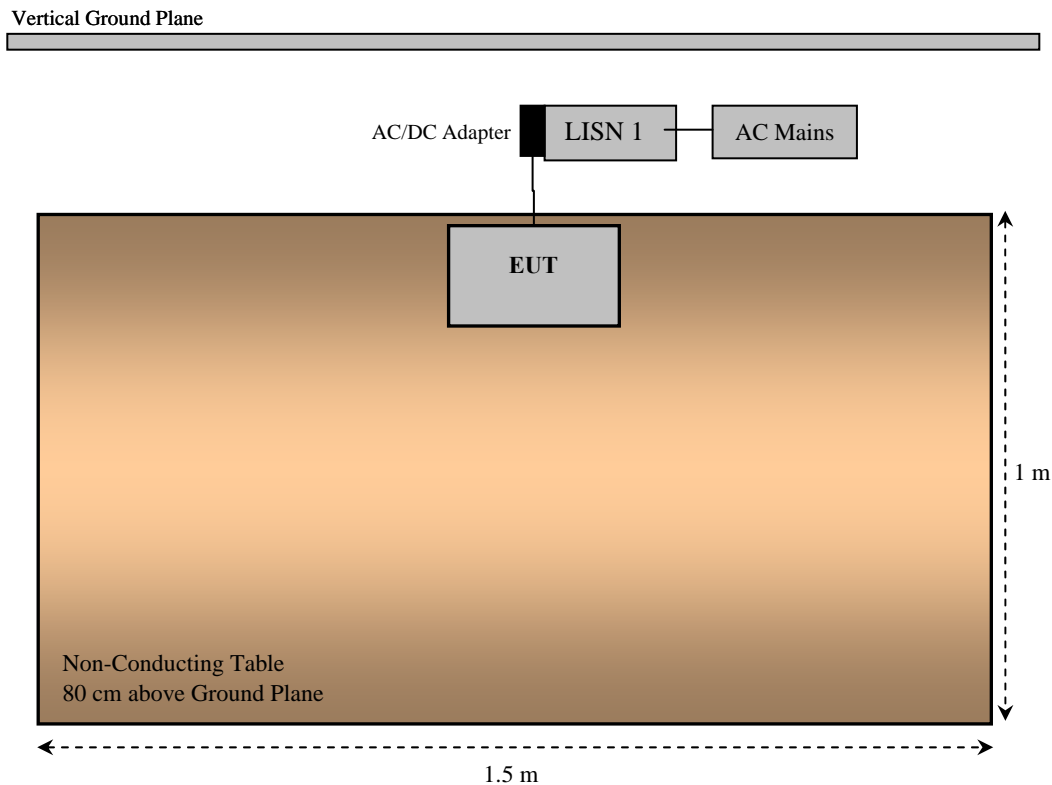 Vertical Ground Plane
AC/DC Adapter
LISN 1
AC Mains
EUT
1 m
Non-Conducting Table
80 cm above Ground Plane
1.5 m